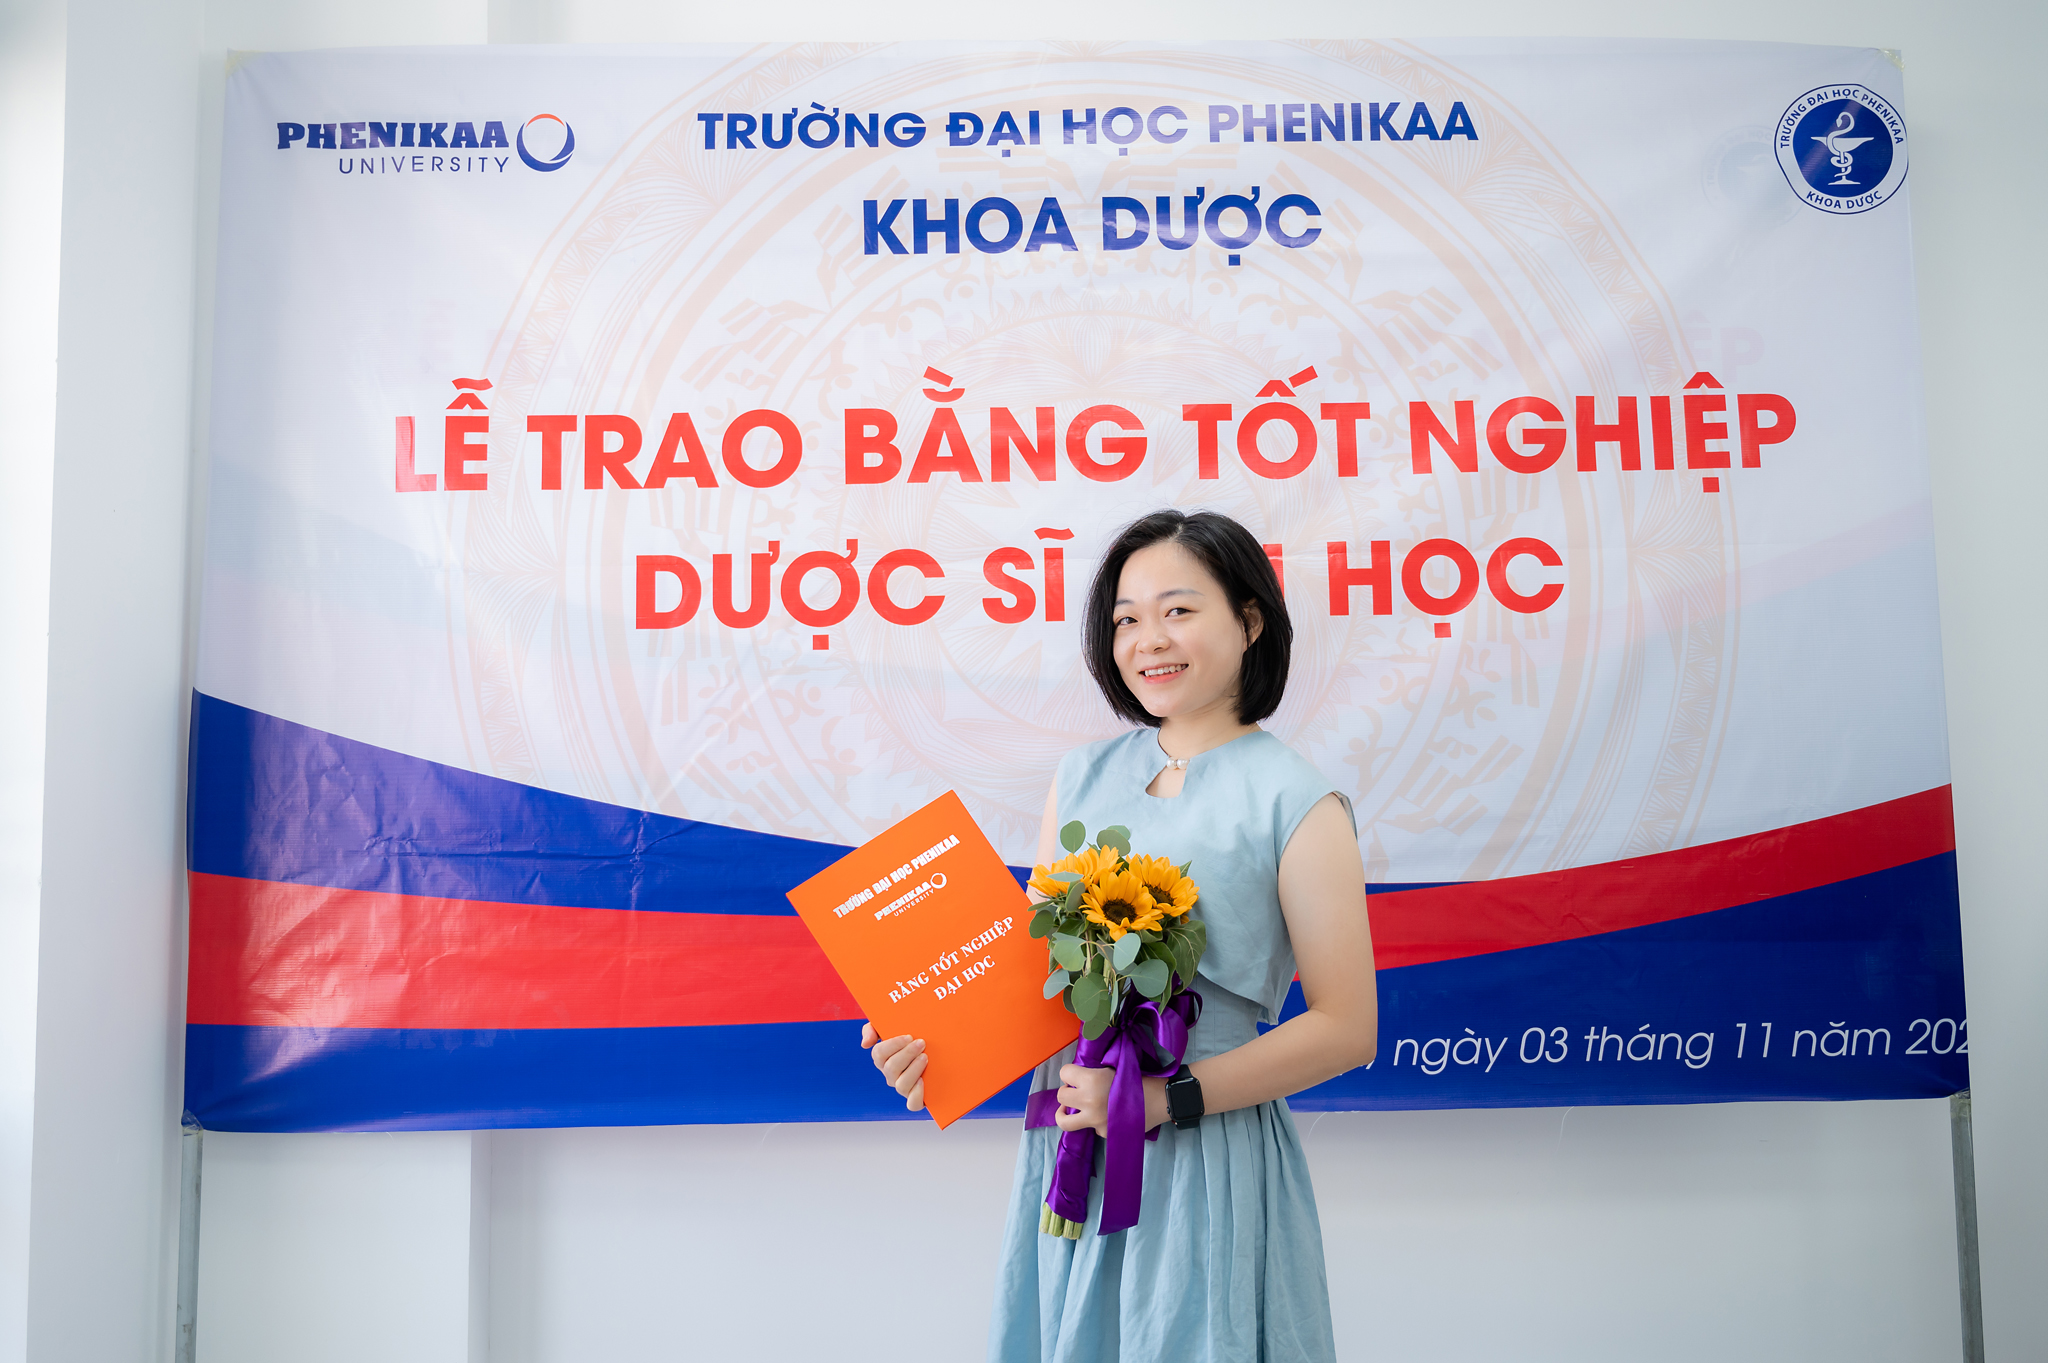 PHENIKAA
UNIVERSITY
TRƯỜNG ĐẠI HỌC PHENIKAA
KHOA DƯỢC
TRƯỜNG ĐẠI HỌC PHENIKAA
KHOA DƯỢC
LỄ TRAO BẰNG TỐT NGHIỆP
DƯỢC SĨ HỌC
ngày 03 tháng 11 năm
TRƯỜNG ĐẠI HỌC PHENIKAA
PHENIKAA
UNIVERSITY
BẰNG TỐT NGHIỆP
ĐẠI HỌC